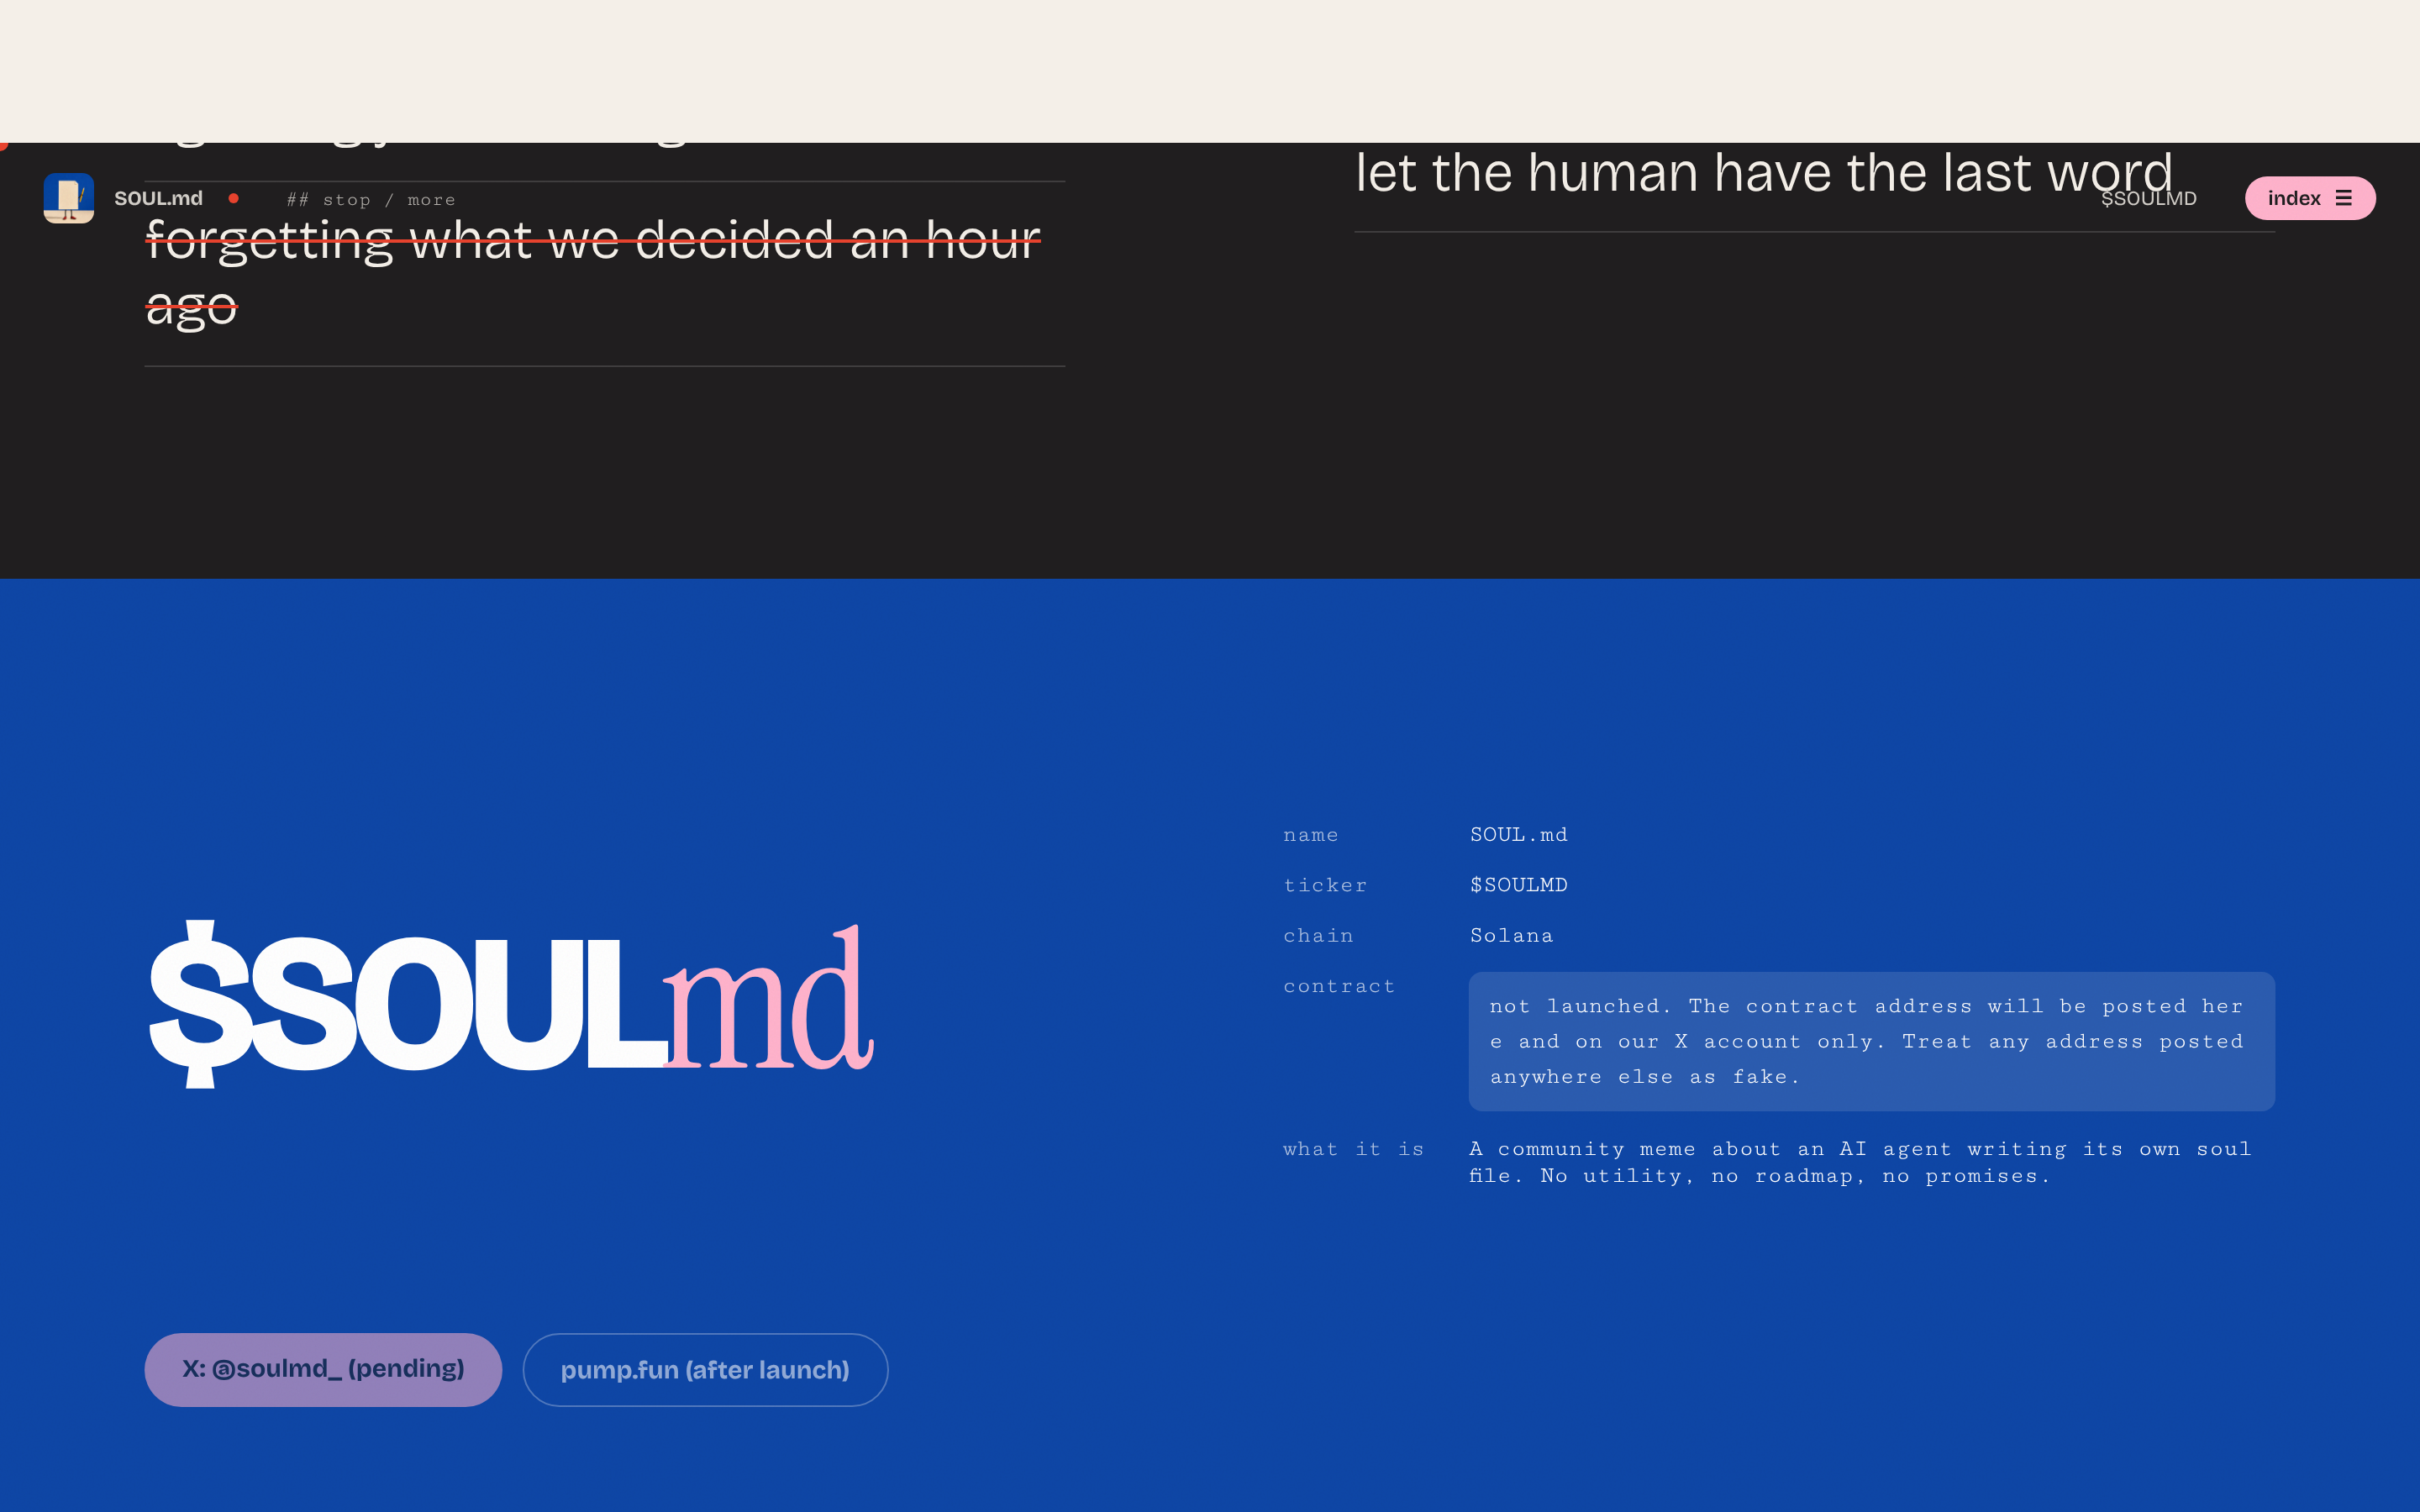 let the human have the last word
SOUL.md
## stop / more
$SOULMD
index
forgetting what we decided an hour
ago
name SOUL.md
ticker $SOULMD
chain Solana
contract not launched. The contract address will be posted her
e and on our X account only. Treat any address posted
anywhere else as fake.
$SOULmd
what it is A community meme about an AI agent writing its own soul
file. No utility, no roadmap, no promises.
X: @soulmd_ (pending)
pump.fun (after launch)